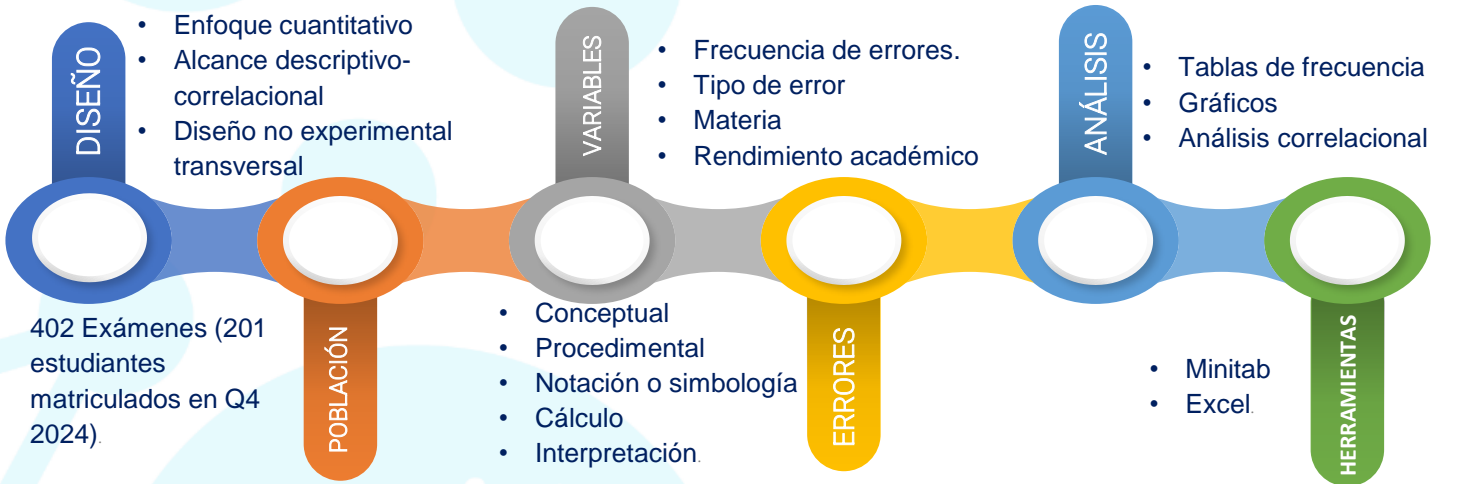 DISEÑO
• Enfoque cuantitativo
• Alcance descriptivo-
correlacional
• Diseño no experimental
transversal
POBLACIÓN
402 Exámenes (201
estudiantes
matriculados en Q4
2024).
VARIABLES
• Frecuencia de errores.
• Tipo de error
• Materia
• Rendimiento académico
ERRORES
• Conceptual
• Procedimental
• Notación o simbología
• Cálculo
• Interpretación.
ANÁLISIS
• Tablas de frecuencia
• Gráficos
• Análisis correlacional
HERRAMIENTAS
• Minitab
• Excel.